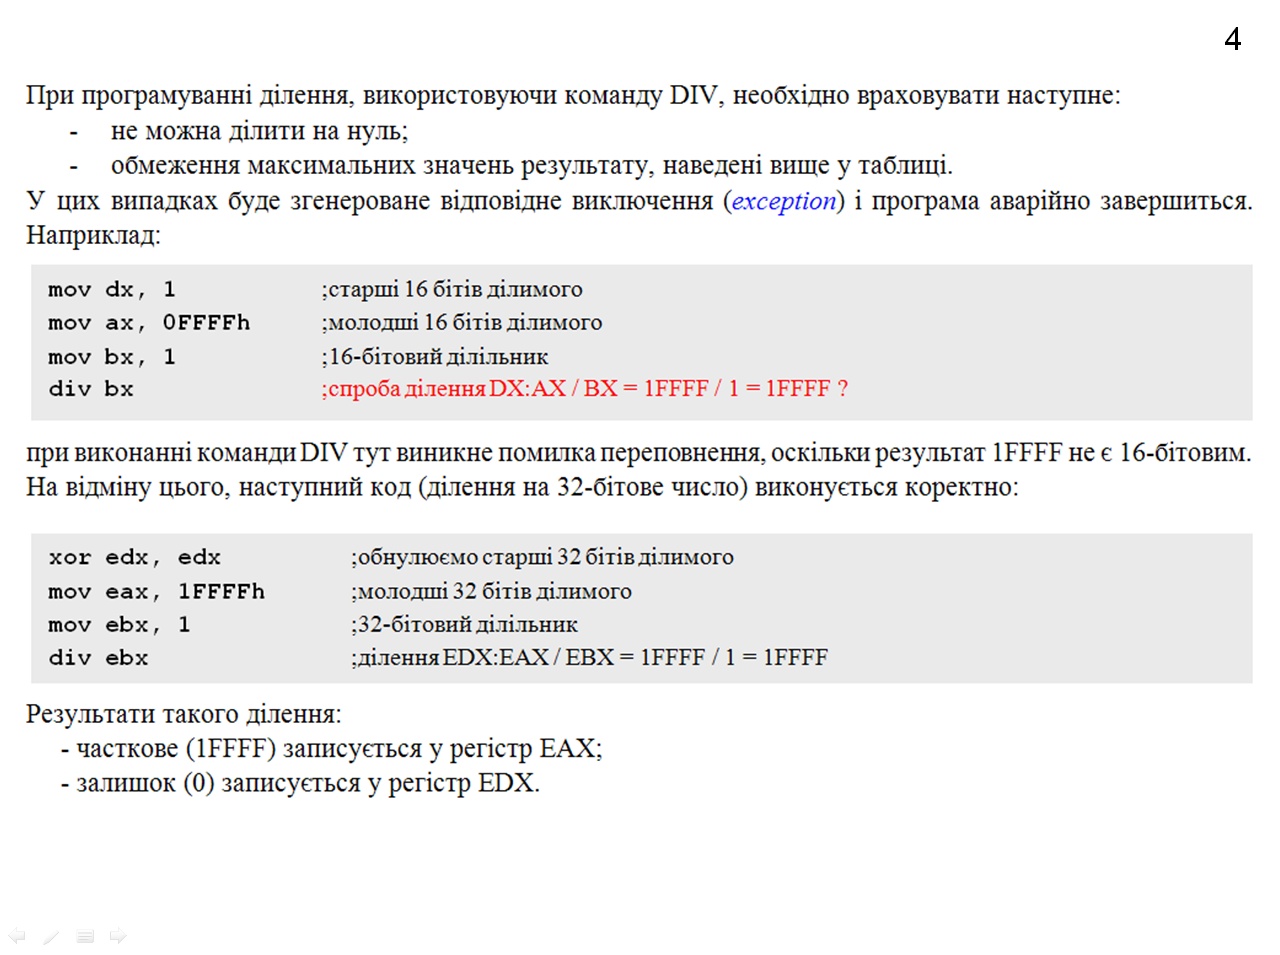 4
При програмуванні ділення, використовуючи команду DIV, необхідно враховувати наступне:
- не можна ділити на нуль;
- обмеження максимальних значень результату, наведені вище у таблиці.
У цих випадках буде згенероване відповідне виключення (exception) і програма аварійно завершиться.
Наприклад:
mov dx, 1 ;старші 16 бітів ділимого
mov ax, 0FFFFh ;молодші 16 бітів ділимого
mov bx, 1 ;16-бітовий ділільник
div bx ;спроба ділення DX:AX / BX = 1FFFF / 1 = 1FFFF ?
при виконанні команди DIV тут виникне помилка переповнення, оскільки результат 1FFFF не є 16-бітовим.
На відміну цього, наступний код (ділення на 32-бітове число) виконується коректно:
xor edx, edx ;обнулюємо старші 32 бітів ділимого
mov eax, 1FFFFh ;молодші 32 бітів ділимого
mov ebx, 1 ;32-бітовий ділільник
div ebx ;ділення EDX:EAX / EBX = 1FFFF / 1 = 1FFFF
Результати такого ділення:
- часткове (1FFFF) записується у регістр EAX;
- залишок (0) записується у регістр EDX.